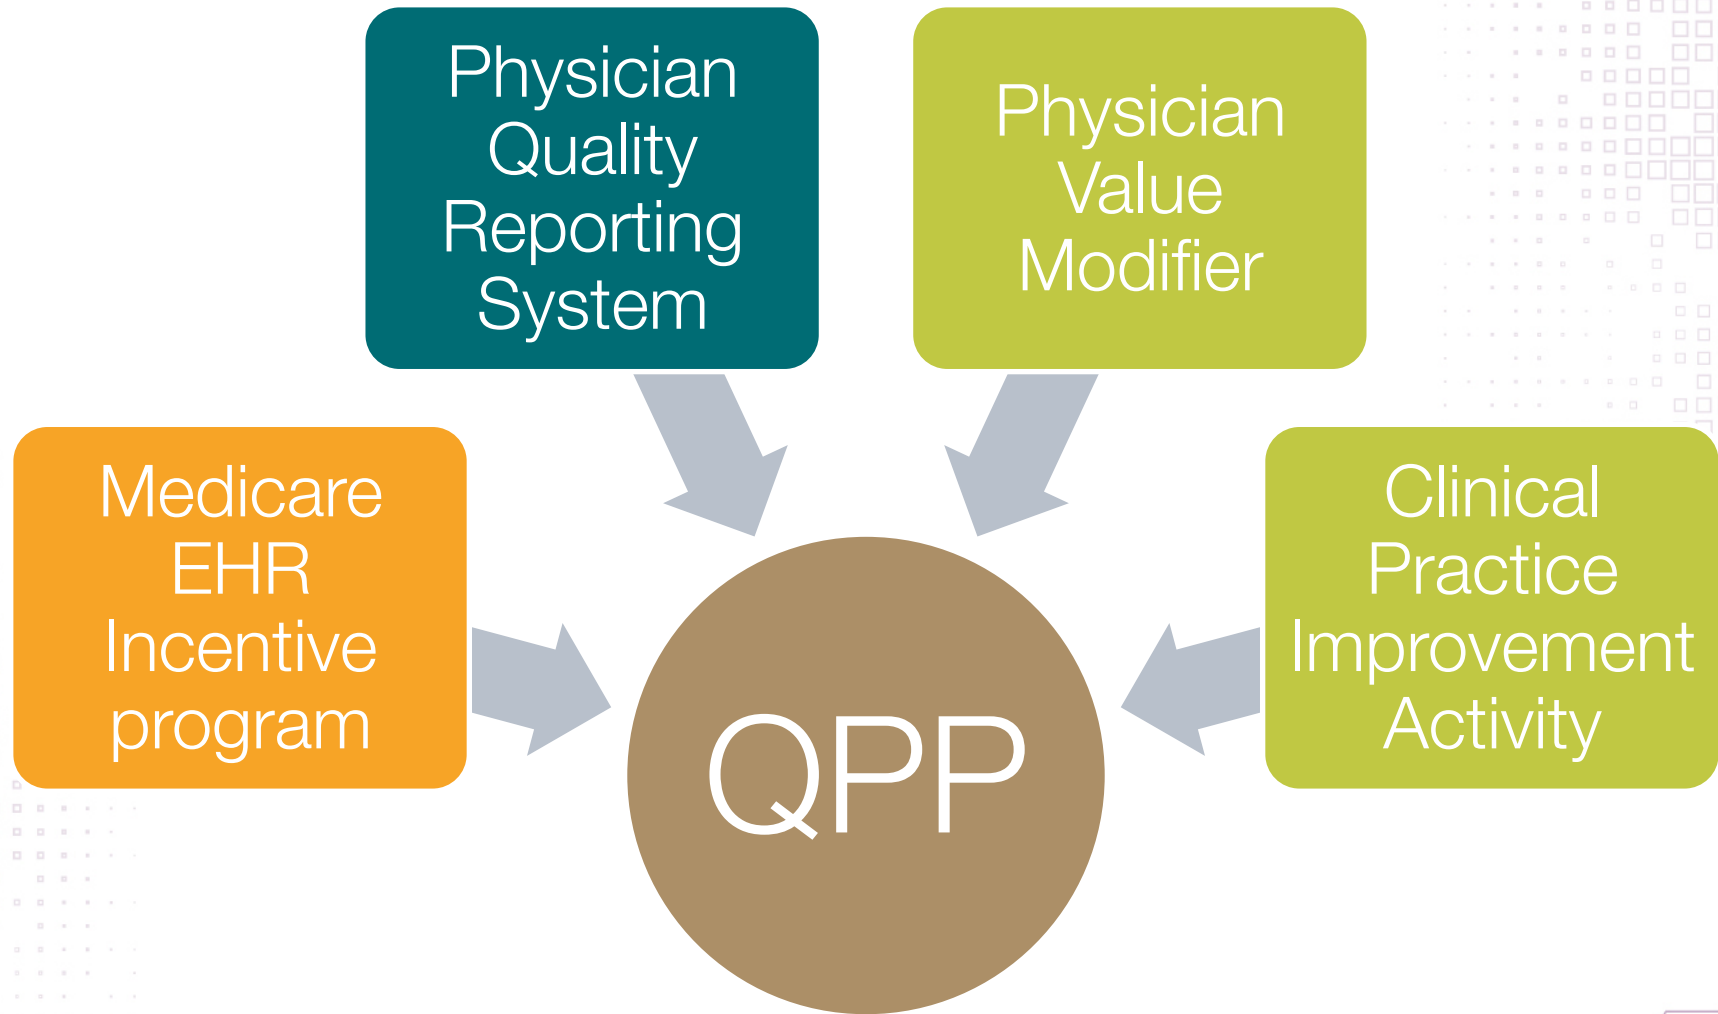 Physician
Quality
Reporting
System
Physician
Value
Modifier
Medicare
EHR
Incentive
program
Clinical
Practice
Improvement
Activity
QPP